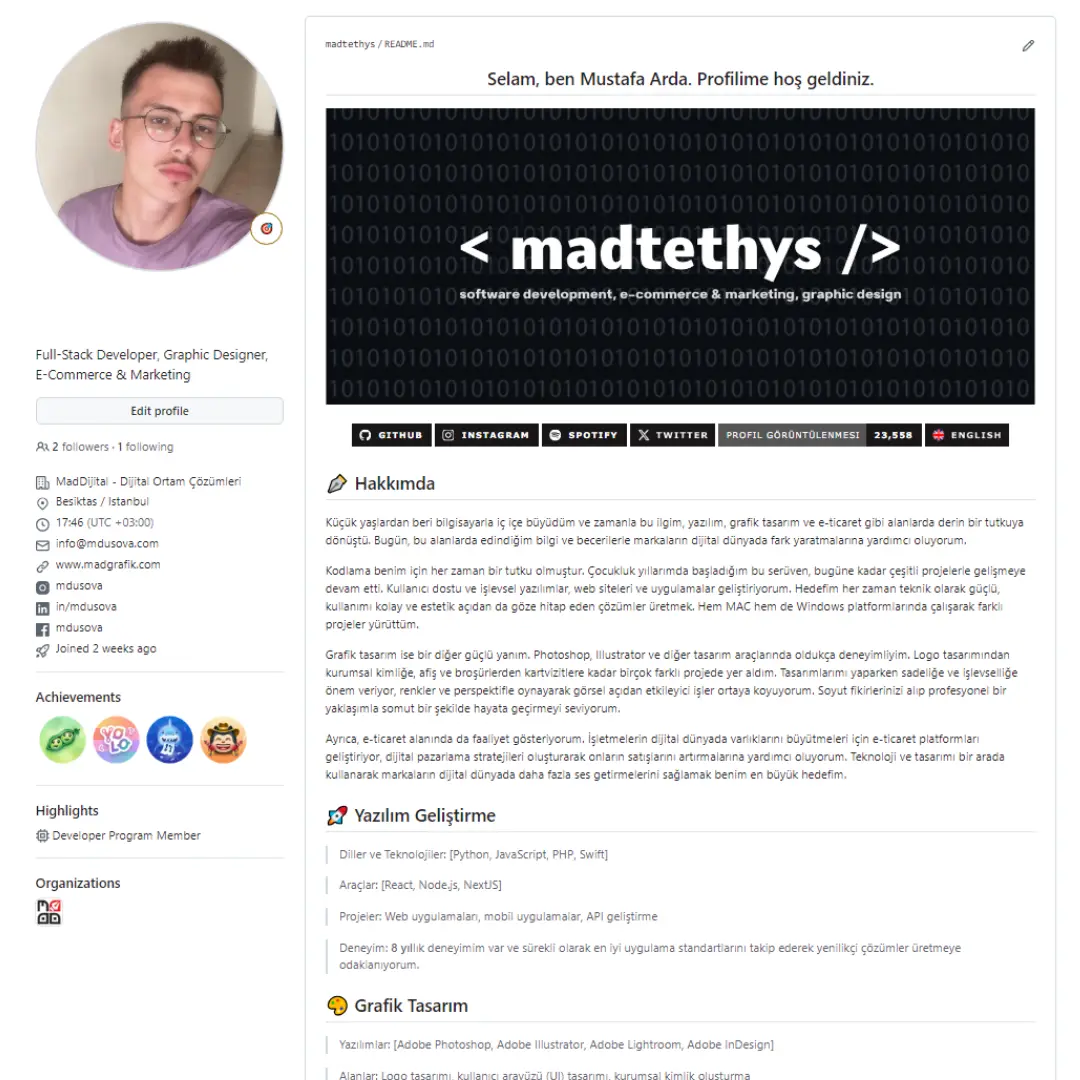 Full-Stack Developer, Graphic Designer,
E-Commerce & Marketing
Edit profile
2 followers · 1 following
MadDijital - Dijital Ortam Çözümleri
Besiktas / Istanbul
17:46 (UTC +03:00)
info@mdusova.com
www.madgrafik.com
mdusova
in/mdusova
mdusova
Joined 2 weeks ago
Achievements
YOLO
Highlights
Developer Program Member
Organizations
madtethys / README.md
Selam, ben Mustafa Arda. Profilime hoş geldiniz.
< madtethys />
software development, e-commerce & marketing, graphic design
GITHUB INSTAGRAM SPOTIFY TWITTER PROFIL GÖRÜNTÜLENMESI 23,558 ENGLISH
Hakkımda
Küçük yaşlardan beri bilgisayarla iç içe büyüdüm ve zamanla bu ilgim, yazılım, grafik tasarım ve e-ticaret gibi alanlarda derin bir tutkuya
dönüştü. Bugün, bu alanlarda edindiğim bilgi ve becerilerle markaların dijital dünyada fark yaratmalarına yardımcı oluyorum.
Kodlama benim için her zaman bir tutku olmuştur. Çocukluk yıllarımda başladığım bu serüven, bugüne kadar çeşitli projelerle gelişmeye
devam etti. Kullanıcı dostu ve işlevsel yazılımlar, web siteleri ve uygulamalar geliştiriyorum. Hedefim her zaman teknik olarak güçlü,
kullanımı kolay ve estetik açıdan da göze hitap eden çözümler üretmek. Hem MAC hem de Windows platformlarında çalışarak farklı
projeler yürüttüm.
Grafik tasarım ise bir diğer güçlü yanım. Photoshop, Illustrator ve diğer tasarım araçlarında oldukça deneyimliyim. Logo tasarımından
kurumsal kimliğe, afiş ve broşürlerden kartvizitlere kadar birçok farklı projede yer aldım. Tasarımlarımı yaparken sadeliğe ve işlevselliğe
önem veriyor, renkler ve perspektifle oynayarak görsel açıdan etkileyici işler ortaya koyuyorum. Soyut fikirlerinizi alıp profesyonel bir
yaklaşımla somut bir şekilde hayata geçirmeyi seviyorum.
Ayrıca, e-ticaret alanında da faaliyet gösteriyorum. İşletmelerin dijital dünyada varlıklarını büyütmeleri için e-ticaret platformları
geliştiriyor, dijital pazarlama stratejileri oluşturarak onların satışlarını artırmalarına yardımcı oluyorum. Teknoloji ve tasarımı bir arada
kullanarak markaların dijital dünyada daha fazla ses getirmelerini sağlamak benim en büyük hedefim.
Yazılım Geliştirme
Diller ve Teknolojiler: [Python, JavaScript, PHP, Swift]
Araçlar: [React, Node.js, NextJS]
Projeler: Web uygulamaları, mobil uygulamalar, API geliştirme
Deneyim: 8 yıllık deneyimim var ve sürekli olarak en iyi uygulama standartlarını takip ederek yenilikçi çözümler üretmeye
odaklanıyorum.
Grafik Tasarım
Yazılımlar: [Adobe Photoshop, Adobe Illustrator, Adobe Lightroom, Adobe InDesign]
Alanlar: Logo tasarımı, kullanıcı arayüzü (UI) tasarımı, kurumsal kimlik oluşturma